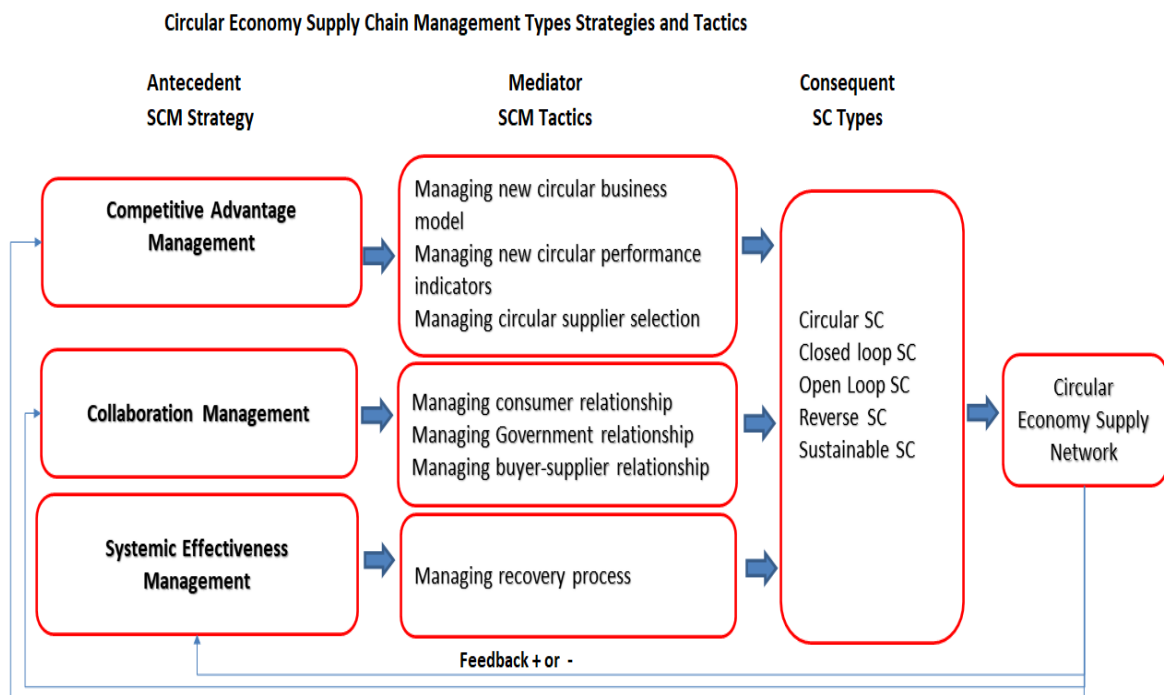 Circular Economy Supply Chain Management Types Strategies and Tactics
Antecedent
SCM Strategy
Mediator
SCM Tactics
Consequent
SC Types
Competitive Advantage
Management
Managing new circular business
model
Managing new circular performance
indicators
Managing circular supplier selection
Collaboration Management
Managing consumer relationship
Managing Government relationship
Managing buyer-supplier relationship
Systemic Effectiveness
Management
Managing recovery process
Circular SC
Closed loop SC
Open Loop SC
Reverse SC
Sustainable SC
Circular
Economy Supply
Network
Feedback + or -